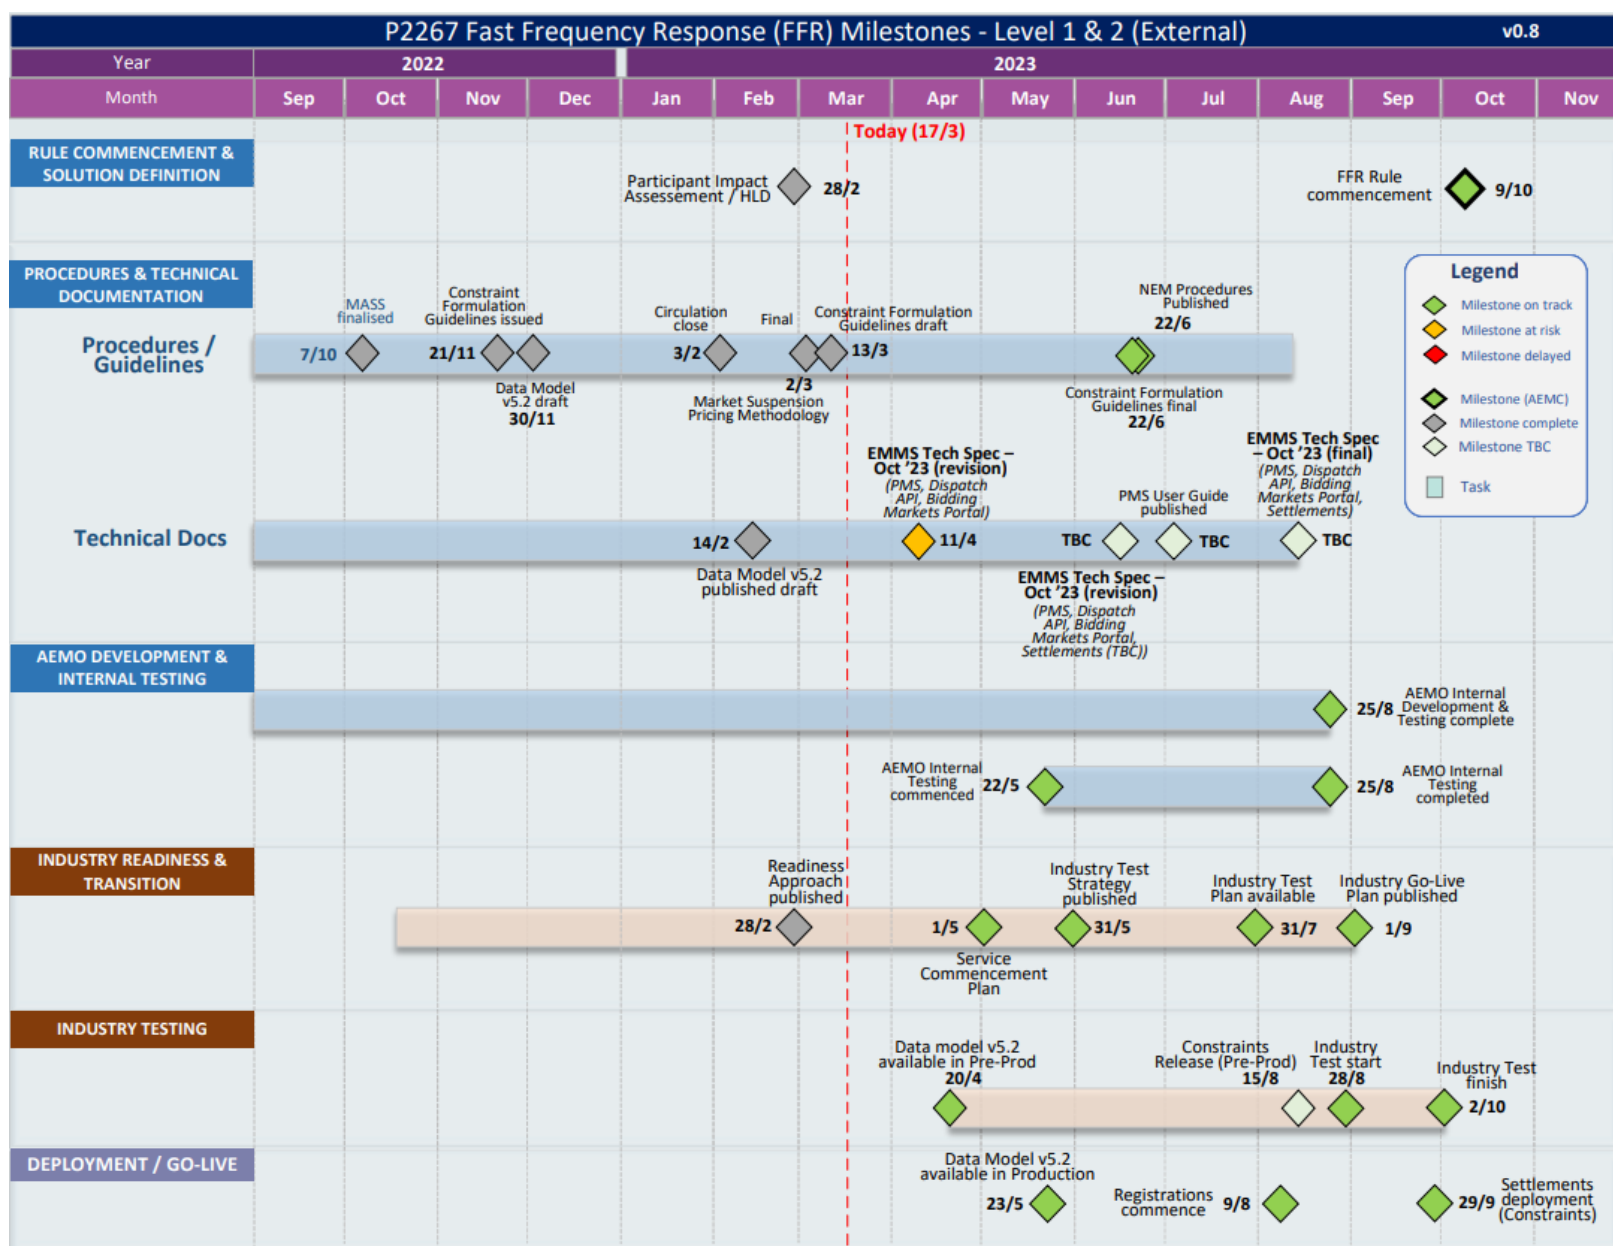 P2267 Fast Frequency Response (FFR) Milestones - Level 1 & 2 (External)
v0.8
Year
2022
2023
Month
Sep
Oct
Nov
Dec
Jan
Feb
Mar
Apr
May
Jun
Jul
Aug
Sep
Oct
Nov
Today (17/3)
RULE COMMENCEMENT &
SOLUTION DEFINITION
Participant Impact
Assessement / HLD
28/2
FFR Rule
commencement
9/10
PROCEDURES & TECHNICAL
DOCUMENTATION
Procedures /
Guidelines
MASS
finalised
7/10
Constraint
Formulation
Guidelines issued
21/11
Data Model
v5.2 draft
30/11
Circulation
close
3/2
Final
2/3
Market Suspension
Pricing Methodology
Constraint Formulation
Guidelines draft
13/3
NEM Procedures
Published
22/6
Constraint Formulation
Guidelines final
22/6
Legend
Milestone on track
Milestone at risk
Milestone delayed
Milestone (AEMC)
Milestone complete
Milestone TBC
Task
Technical Docs
14/2
Data Model v5.2
published draft
EMMS Tech Spec –
Oct ’23 (revision)
(PMS, Dispatch
API, Bidding
Markets Portal)
11/4
TBC
EMMS Tech Spec –
Oct ’23 (revision)
(PMS, Dispatch
API, Bidding
Markets Portal,
Settlements (TBC))
PMS User Guide
published
TBC
EMMS Tech Spec
– Oct ’23 (final)
(PMS, Dispatch
API, Bidding
Markets Portal,
Settlements)
TBC
AEMO DEVELOPMENT &
INTERNAL TESTING
25/8
AEMO Internal
Development &
Testing complete
AEMO Internal
Testing
commenced
22/5
25/8
AEMO Internal
Testing
completed
INDUSTRY READINESS &
TRANSITION
Readiness
Approach
published
28/2
1/5
Service
Commencement
Plan
Industry Test
Strategy
published
31/5
Industry Test
Plan available
31/7
Industry Go-Live
Plan published
1/9
INDUSTRY TESTING
Data model v5.2
available in Pre-Prod
20/4
Constraints
Release (Pre-Prod)
15/8
Industry
Test start
28/8
Industry Test
finish
2/10
DEPLOYMENT / GO-LIVE
Data Model v5.2
available in Production
23/5
Registrations
commence
9/8
29/9
Settlements
deployment
(Constraints)